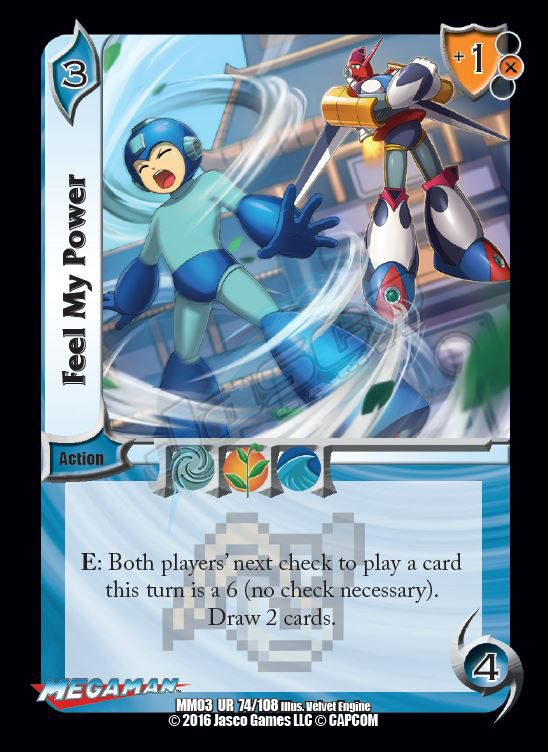 3
+1
Feel My Power
Action
E: Both players' next check to play a card
this turn is a 6 (no check necessary).
Draw 2 cards.
4
MEGAMAN
MM03 UR 74/108 Illus. Velvet Engine
© 2016 Jasco Games LLC © CAPCOM